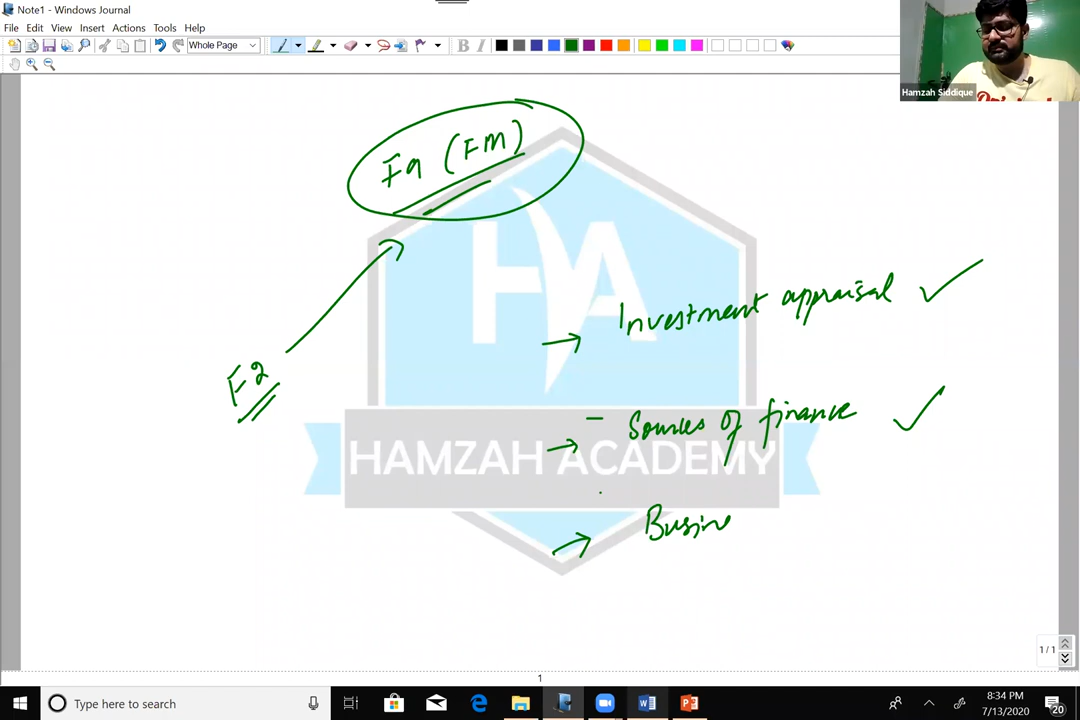 Note1 - Windows Journal
File Edit View Insert Actions Tools Help
Whole Page
B I
Hamzah Siddique
F9 (FM)
Investment appraisal
F2
Sources of finance
HA
HAMZAH ACADEMY
Busine
1 / 1
1
Type here to search
8:34 PM
7/13/2020
20